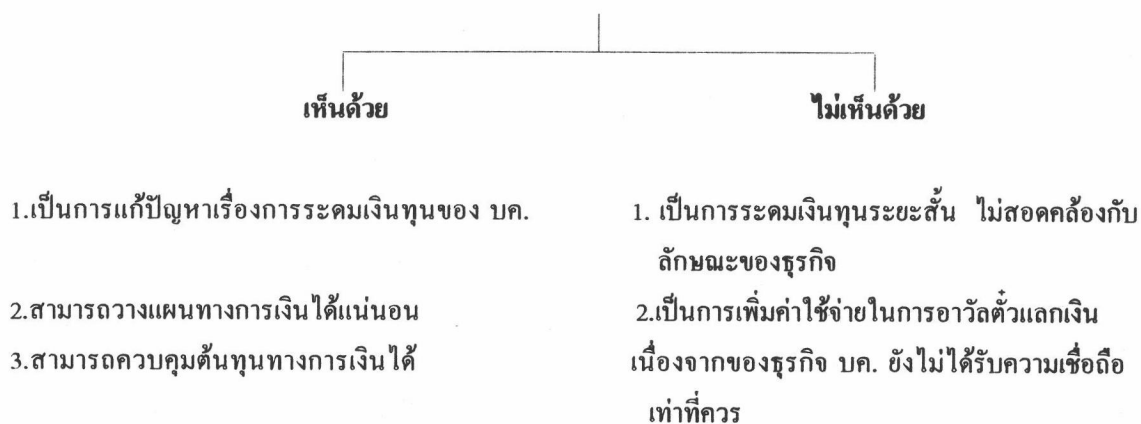 เห็นด้วย
1.เป็นการแก้ปัญหาเรื่องการระดมเงินทุนของ บค.
2.สามารถวางแผนทางการเงินได้แน่นอน
3.สามารถควบคุมต้นทุนทางการเงินได้
ไม่เห็นด้วย
1. เป็นการระดมเงินทุนระยะสั้น ไม่สอดคล้องกับ
ลักษณะของธุรกิจ
2.เป็นการเพิ่มค่าใช้จ่ายในการอาวัลตั๋วแลกเงิน
เนื่องจากของธุรกิจ บค. ยังไม่ได้รับความเชื่อถือ
เท่าที่ควร